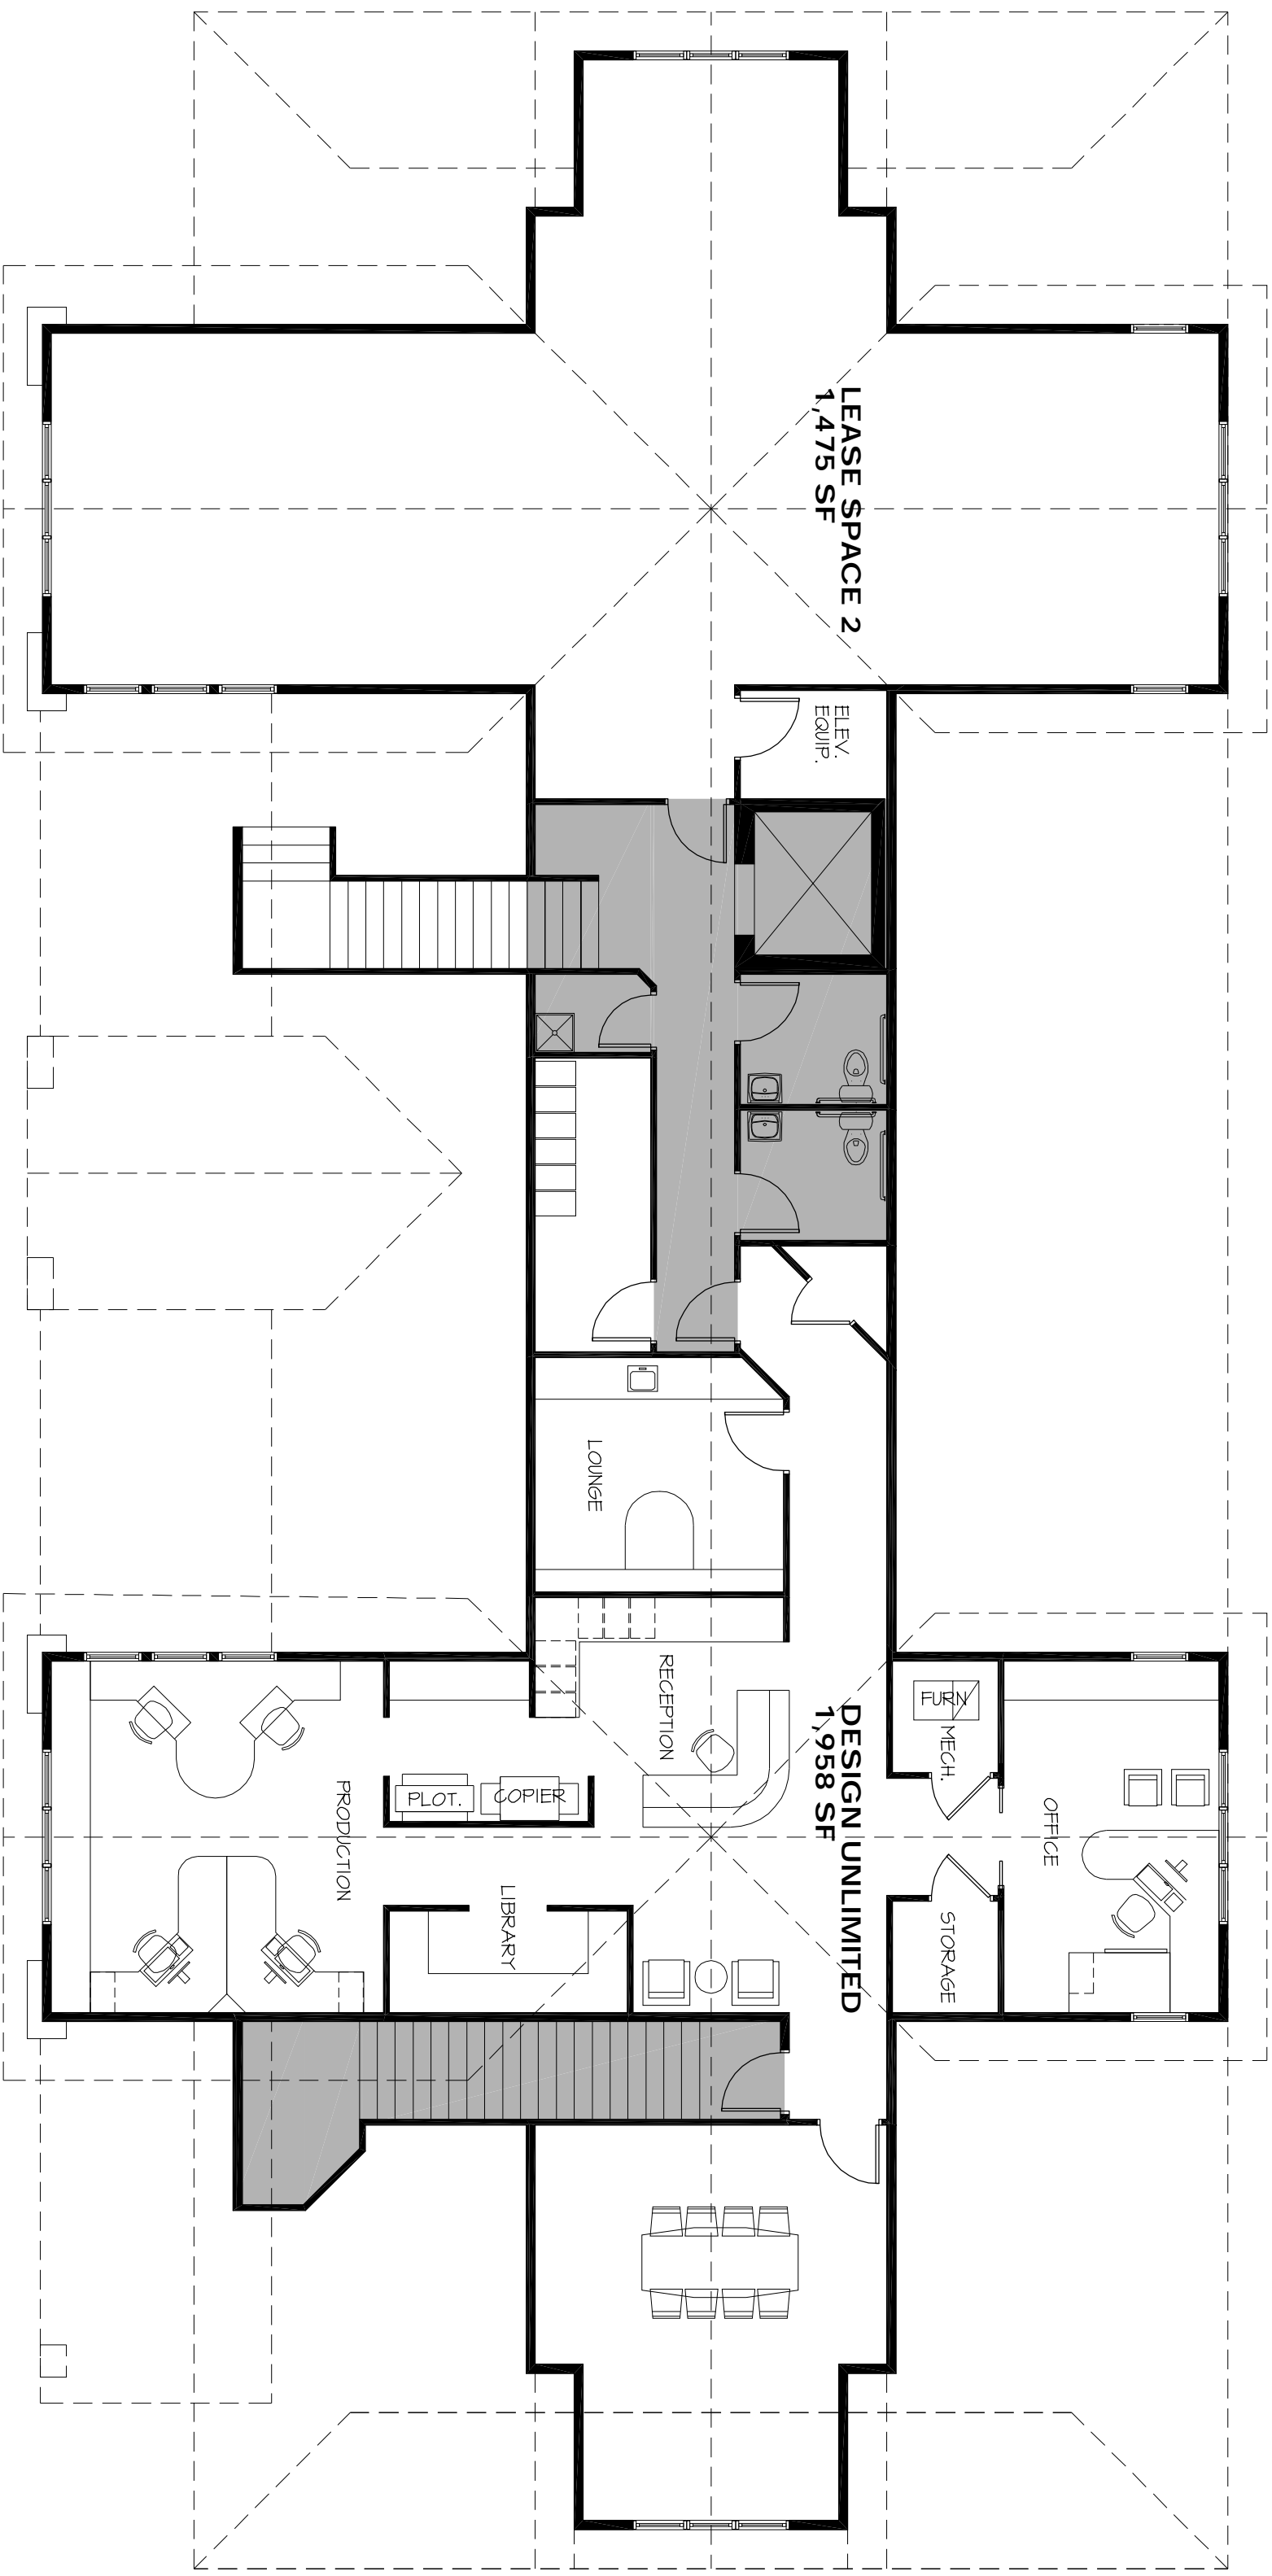 LEASE SPACE 2
1,475 SF
ELEV.
EQUIP.
LOUNGE
RECEPTION
DESIGN UNLIMITED
1,958 SF
FURN
MECH.
OFFICE
PLOT.
COPIER
PRODUCTION
LIBRARY
STORAGE